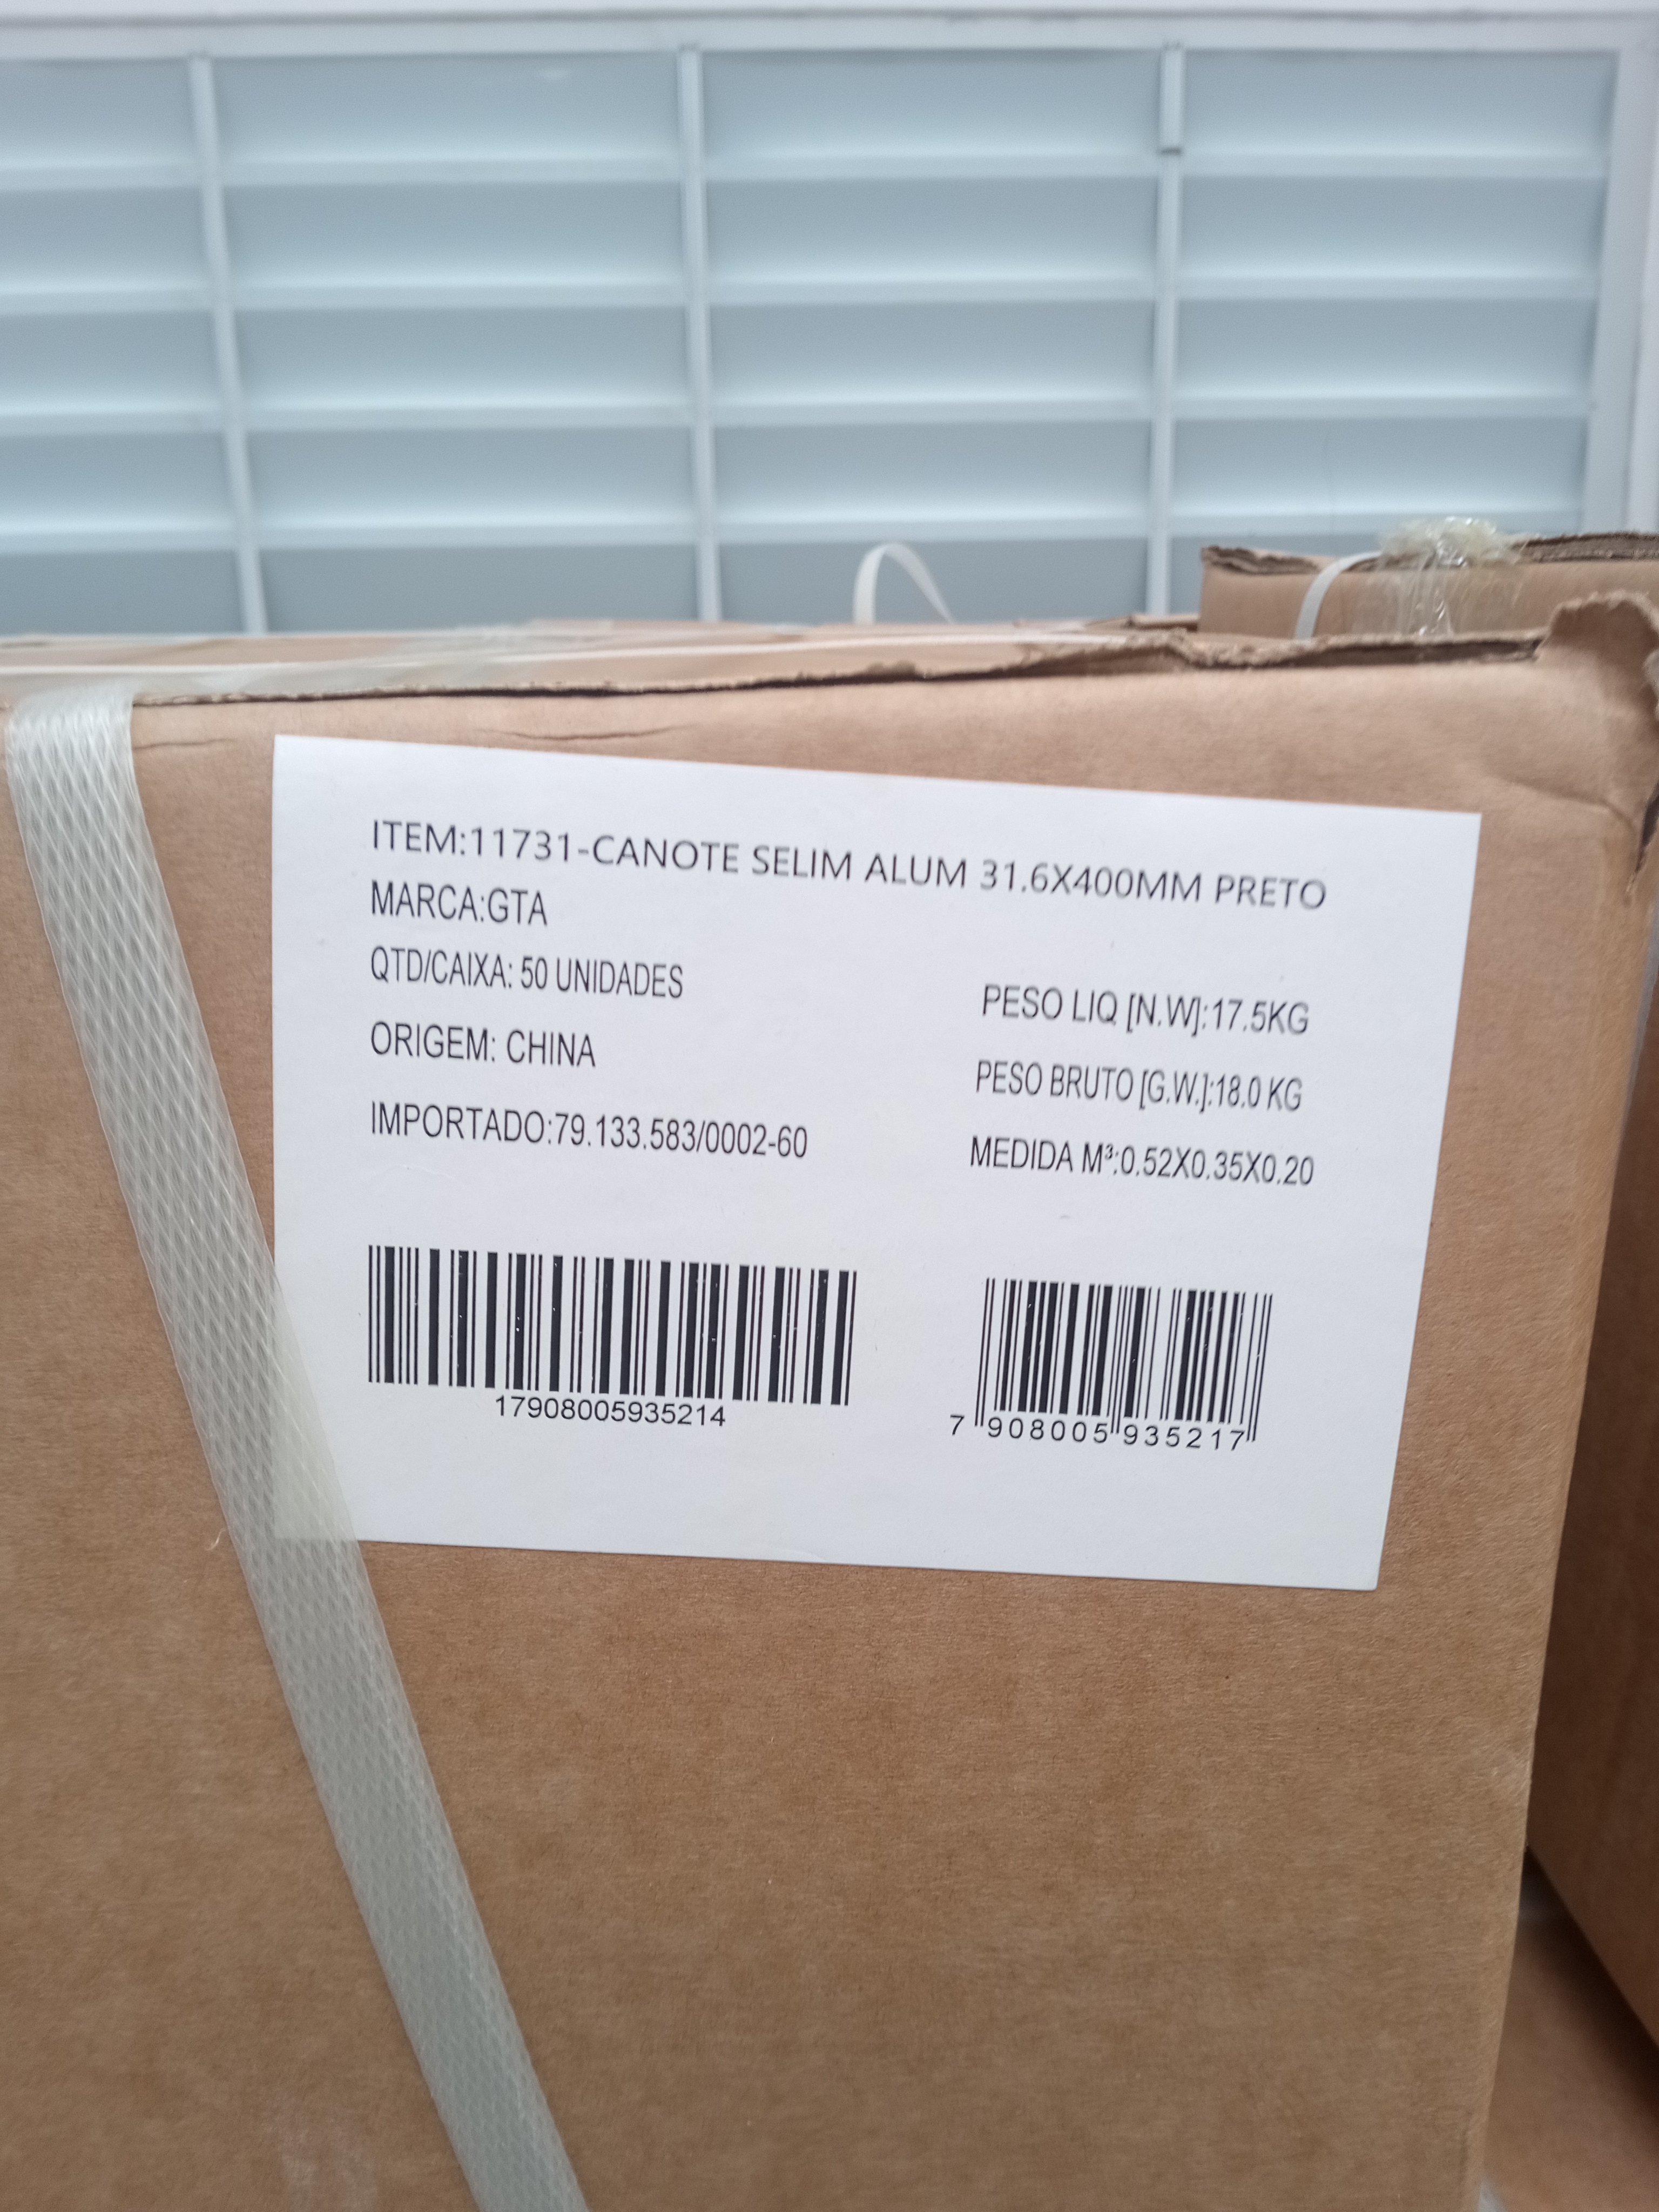 ITEM:11731-CANOTE SELIM ALUM 31.6X400MM PRETO
MARCA:GTA
QTD/CAIXA: 50 UNIDADES
PESO LIQ [N.W]:17.5KG
ORIGEM: CHINA
PESO BRUTO [G.W.]:18.0 KG
IMPORTADO:79.133.583/0002-60
MEDIDA M³:0.52X0.35X0.20
17908005935214
7 908005 935217